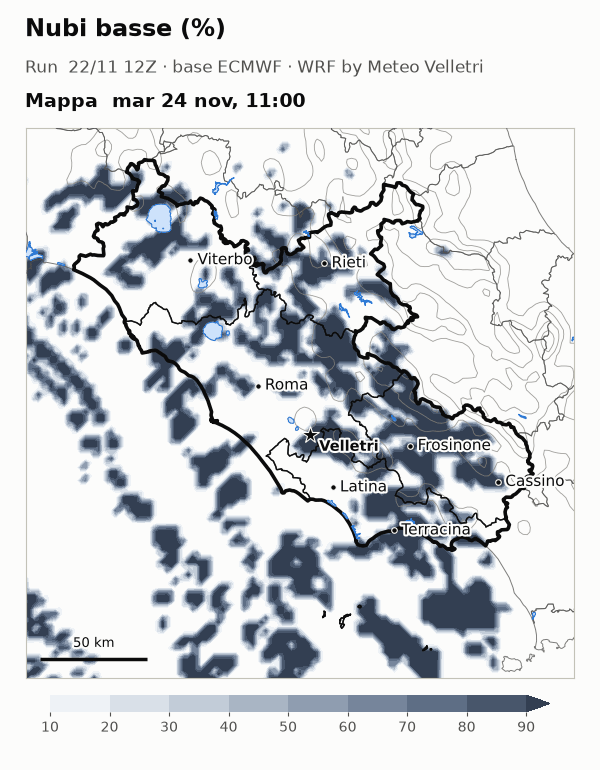 Nubi basse (%)
Run 22/11 12Z · base ECMWF · WRF by Meteo Velletri
Mappa mar 24 nov, 11:00
Viterbo
Rieti
Roma
Velletri
Frosinone
Cassino
Latina
Terracina
50 km
10 20 30 40 50 60 70 80 90